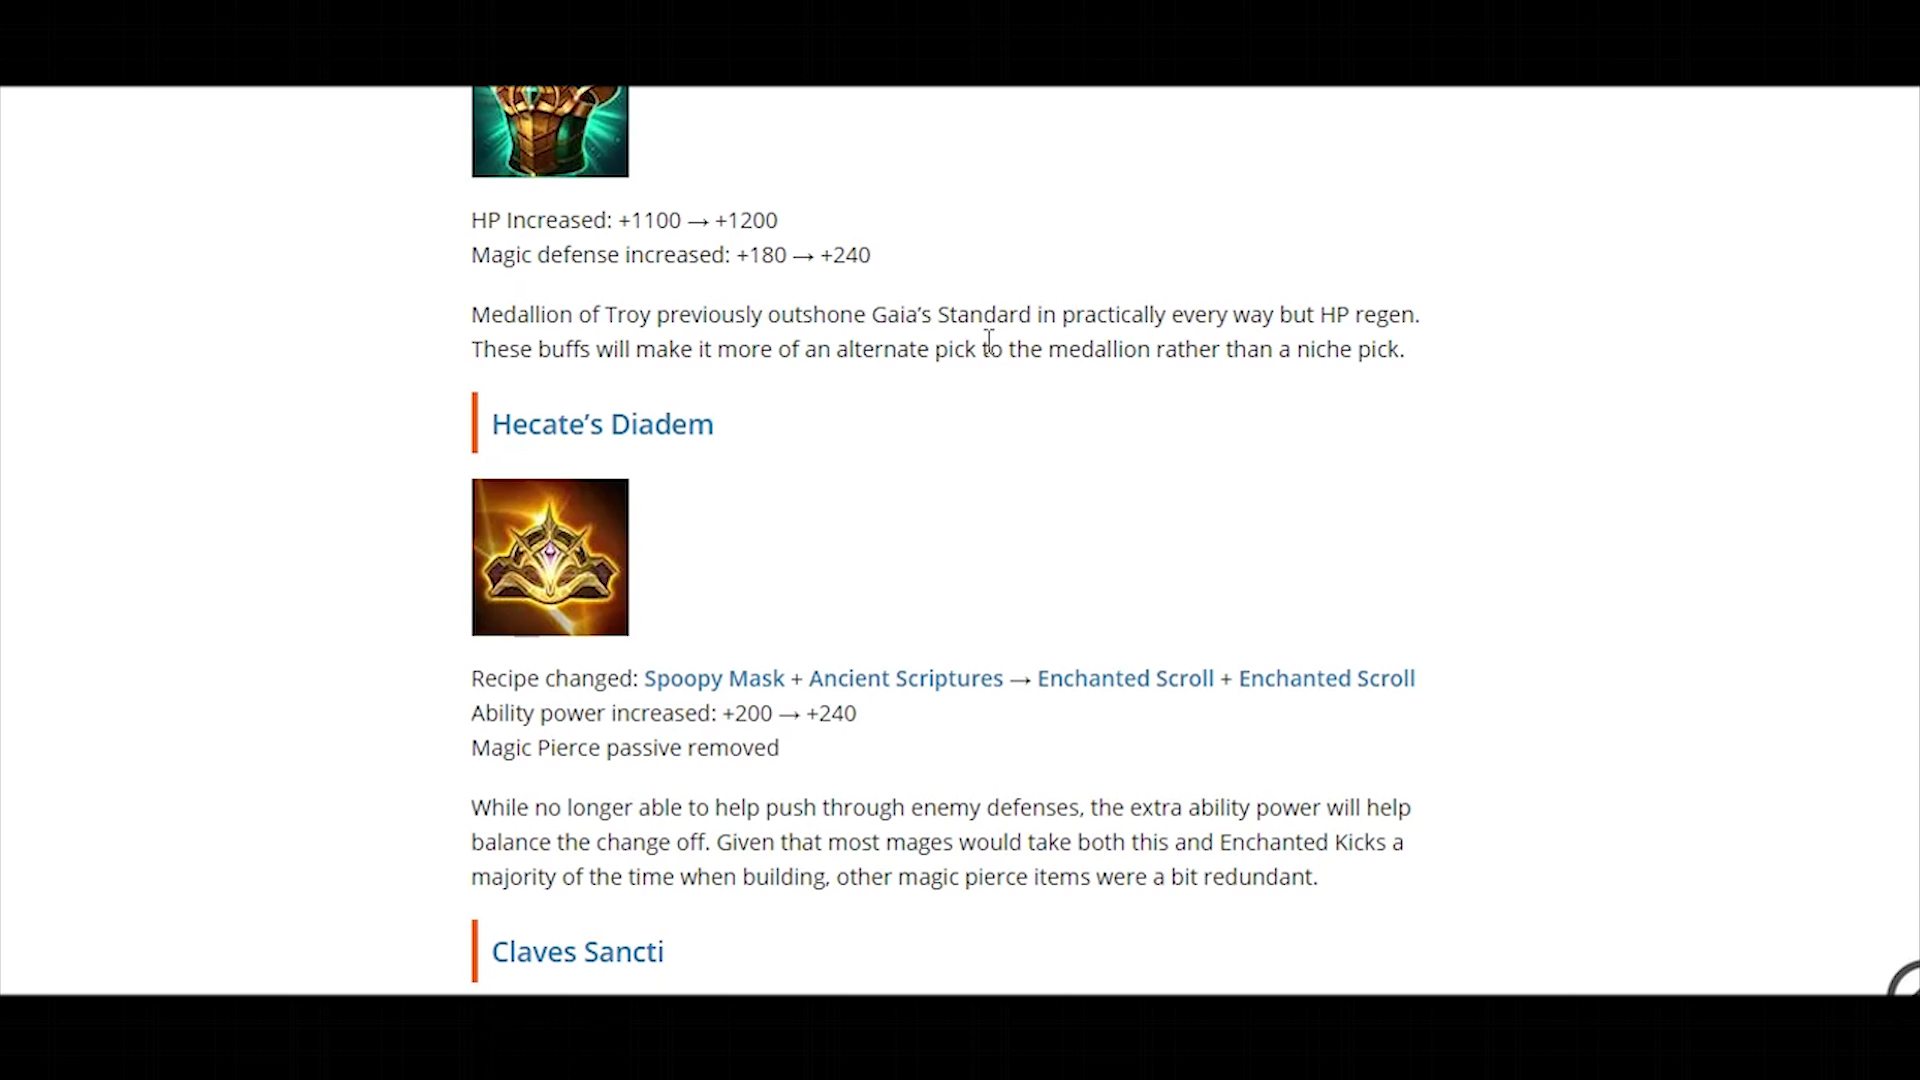 HP Increased: +1100 → +1200
Magic defense increased: +180 → +240
Medallion of Troy previously outshone Gaia’s Standard in practically every way but HP regen.
These buffs will make it more of an alternate pick to the medallion rather than a niche pick.
Hecate’s Diadem
Recipe changed: Spoopy Mask + Ancient Scriptures → Enchanted Scroll + Enchanted Scroll
Ability power increased: +200 → +240
Magic Pierce passive removed
While no longer able to help push through enemy defenses, the extra ability power will help
balance the change off. Given that most mages would take both this and Enchanted Kicks a
majority of the time when building, other magic pierce items were a bit redundant.
Claves Sancti